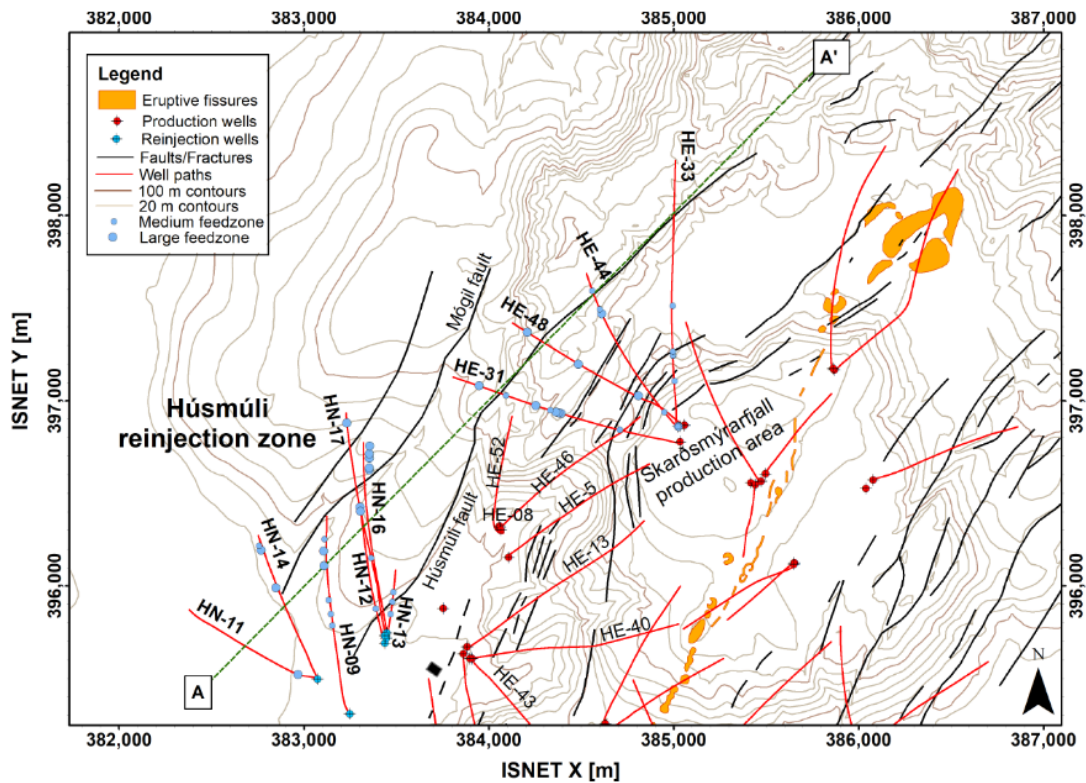 382,000
383,000
384,000
385,000
386,000
387,000
A'
Legend
Eruptive fissures
Production wells
Reinjection wells
Faults/Fractures
Well paths
100 m contours
20 m contours
Medium feedzone
Large feedzone
398,000
397,000
396,000
ISNET Y [m]
398,000
397,000
396,000
HE-33
HE-44
Mógil fault
HE-48
HE-31
Húsmúli
reinjection zone
HN-17
HE-52
HE-46
Skarðsmýrarfjall
production area
HN-16
HE-5
HE-08
Húsmúli fault
HE-13
HN-14
HN-12
HN-13
HN-11
HN-09
HE-40
HE-43
A
N
382,000
383,000
384,000
385,000
386,000
387,000
ISNET X [m]